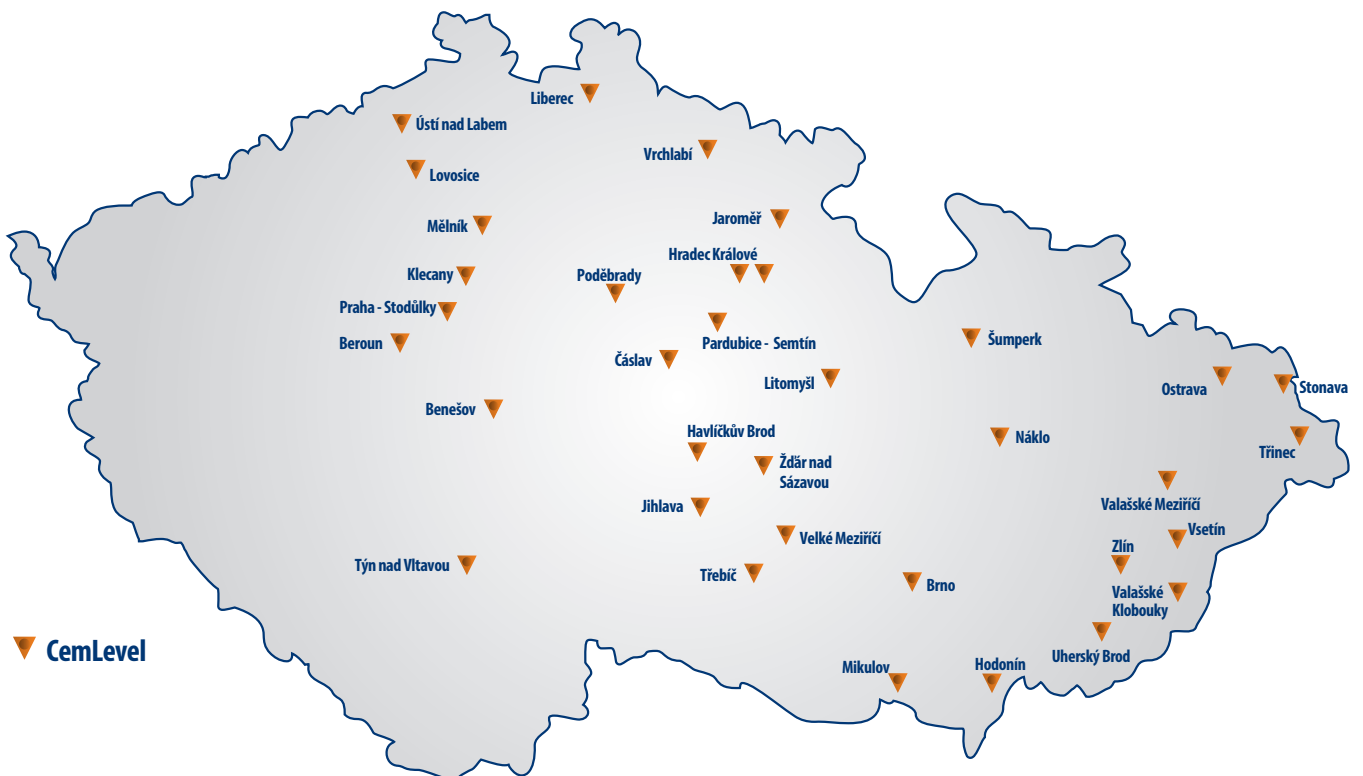 Liberec
Ústí nad Labem
Vrchlabí
Lovosice
Jaroměř
Mělník
Hradec Králové
Klecany
Poděbrady
Praha - Stodůlky
Pardubice - Semtín
Beroun
Šumperk
Čáslav
Litomyšl
Ostrava
Stonava
Benešov
Havlíčkův Brod
Náklo
Třinec
Žďár nad
Sázavou
Jihlava
Valašské Meziříčí
Vsetín
Velké Meziříčí
Zlín
Týn nad Vltavou
Třebíč
Brno
Valašské
Klobouky
CemLevel
Uherský Brod
Mikulov
Hodonín